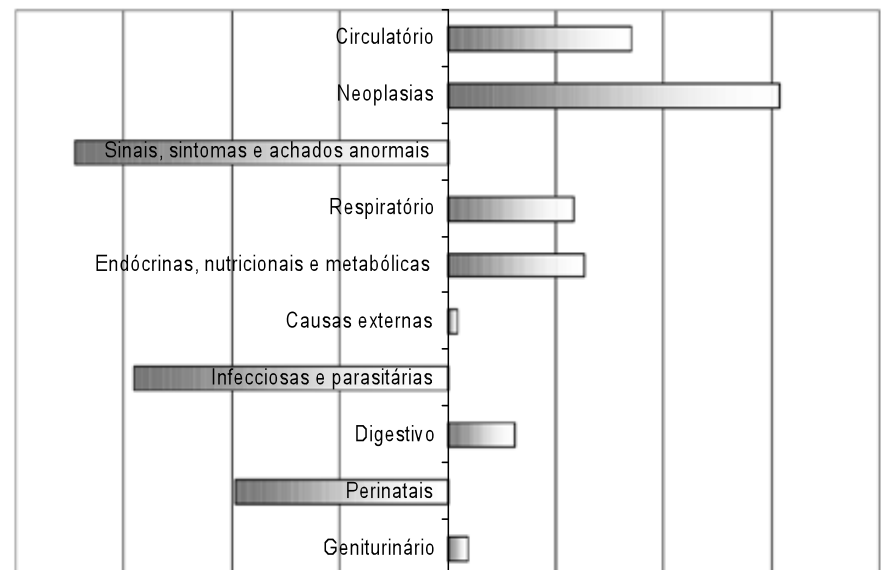 Circulatório
Neoplasias
Sinais, sintomas e achados anormais
Respiratório
Endócrinas, nutricionais e metabólicas
Causas externas
Infecciosas e parasitárias
Digestivo
Perinatais
Geniturinário